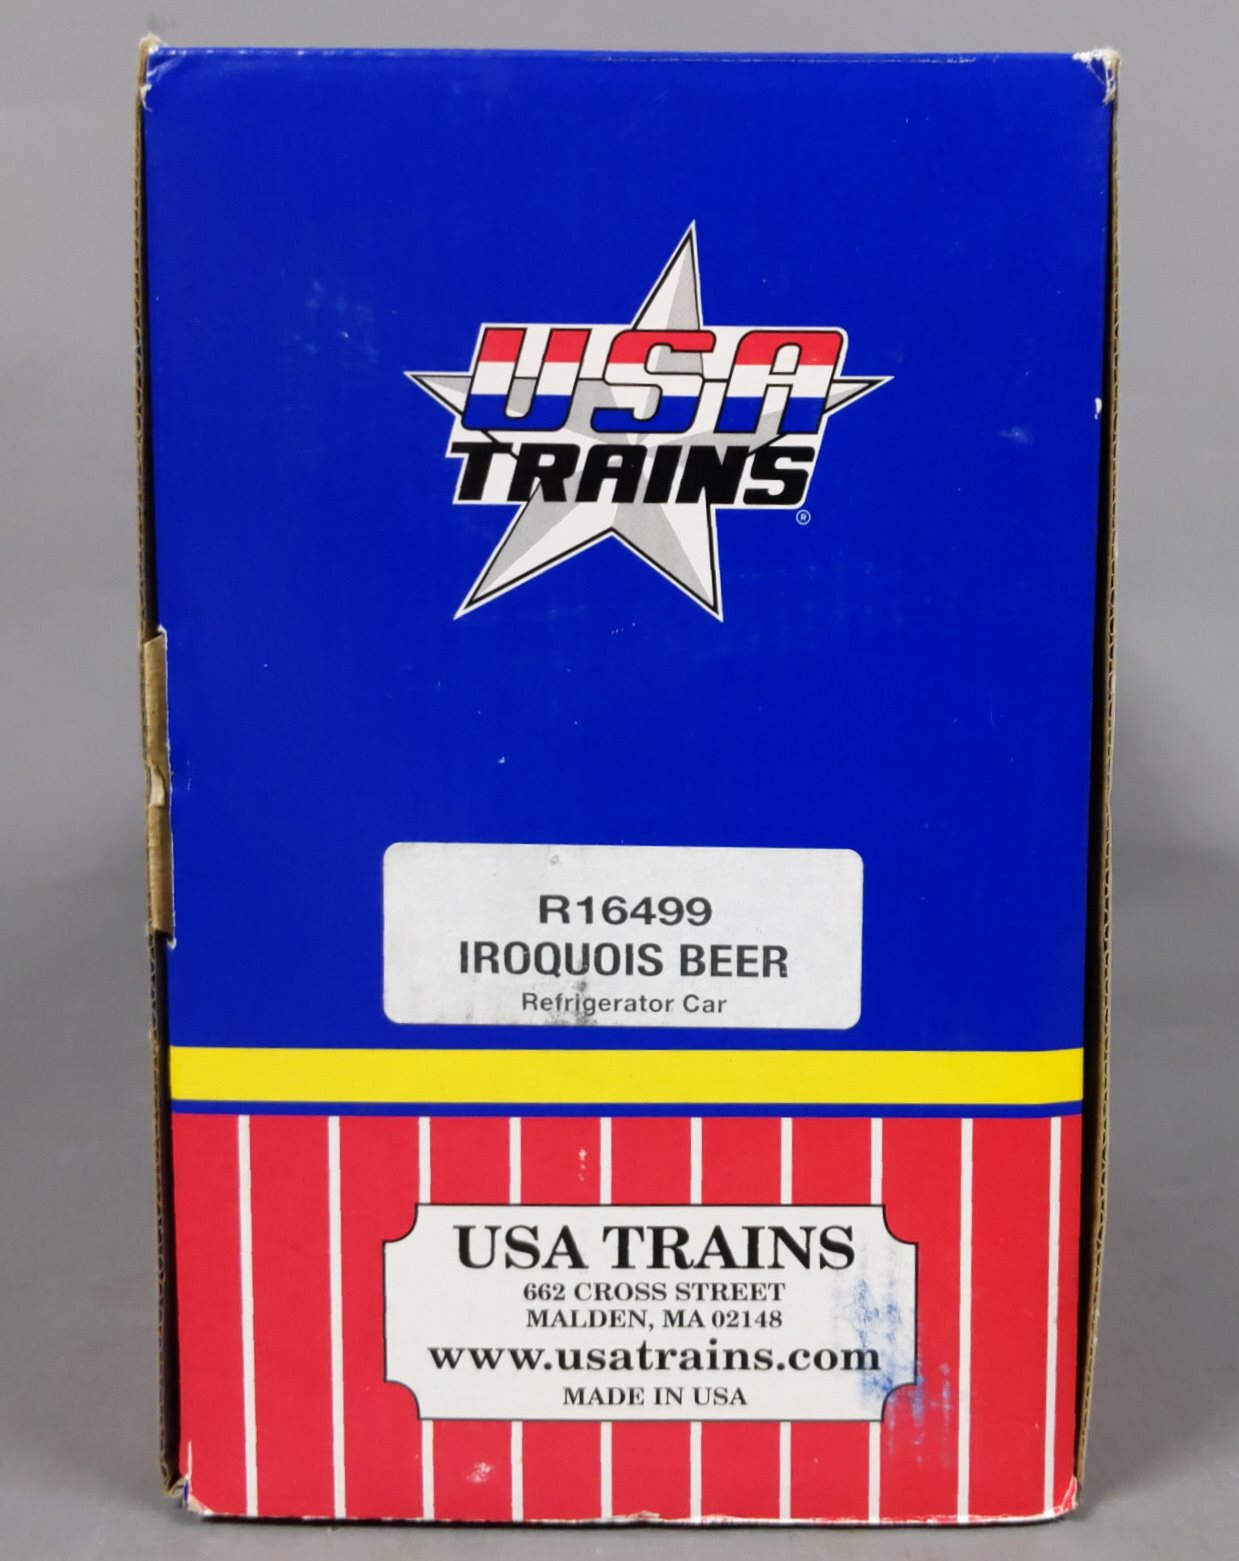 USA
TRAINS
®
R16499
IROQUOIS BEER
Refrigerator Car
USA TRAINS
662 CROSS STREET
MALDEN, MA 02148
www.usatrains.com
MADE IN USA